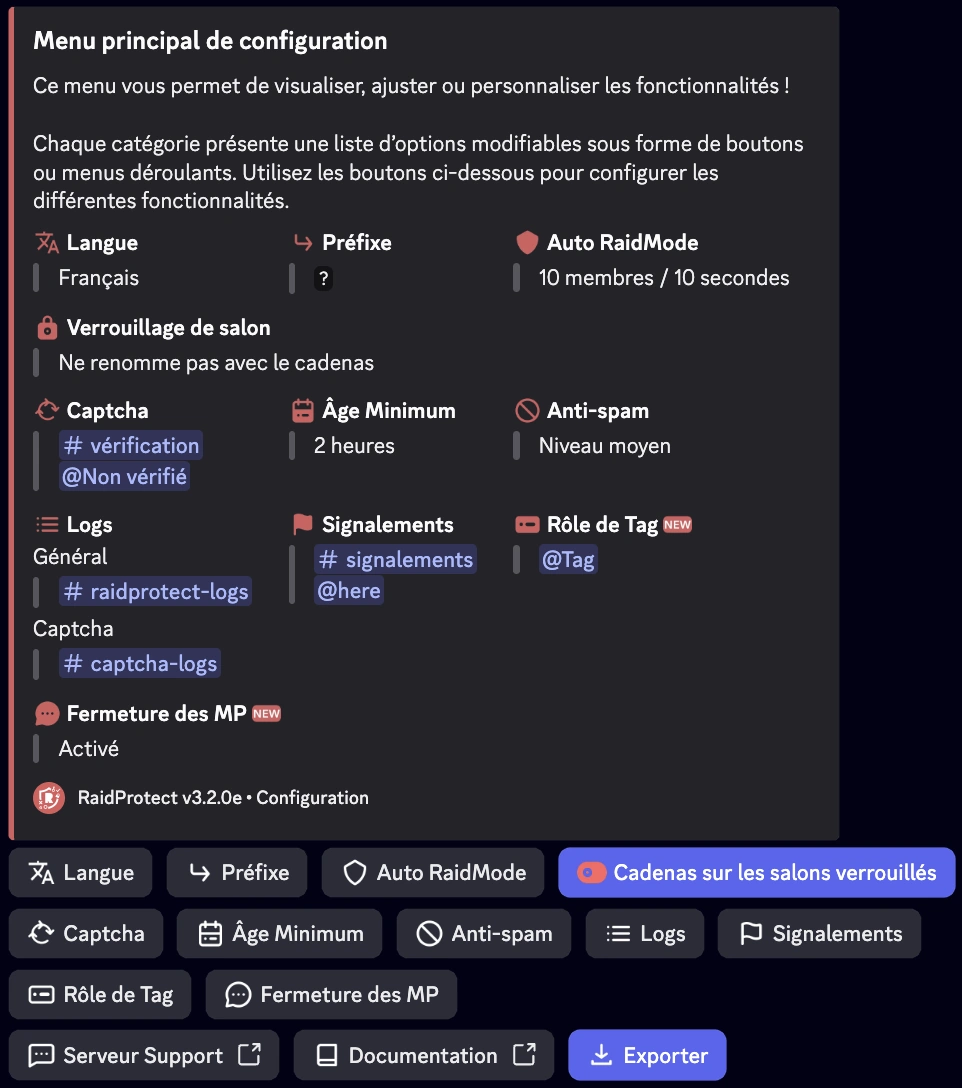 Menu principal de configuration
Ce menu vous permet de visualiser, ajuster ou personnaliser les fonctionnalités !
Chaque catégorie présente une liste d’options modifiables sous forme de boutons
ou menus déroulants. Utilisez les boutons ci-dessous pour configurer les
différentes fonctionnalités.
Langue Préfixe Auto RaidMode
Français ? 10 membres / 10 secondes
Verrouillage de salon
Ne renomme pas avec le cadenas
Captcha Âge Minimum Anti-spam
# vérification 2 heures Niveau moyen
@Non vérifié
Logs Signalements Rôle de Tag NEW
Général # signalements @Tag
# raidprotect-logs @here
Captcha
# captcha-logs
Fermeture des MP NEW
Activé
RaidProtect v3.2.0e • Configuration
Langue Préfixe Auto RaidMode Cadenas sur les salons verrouillés
Captcha Âge Minimum Anti-spam Logs Signalements
Rôle de Tag Fermeture des MP
Serveur Support Documentation Exporter